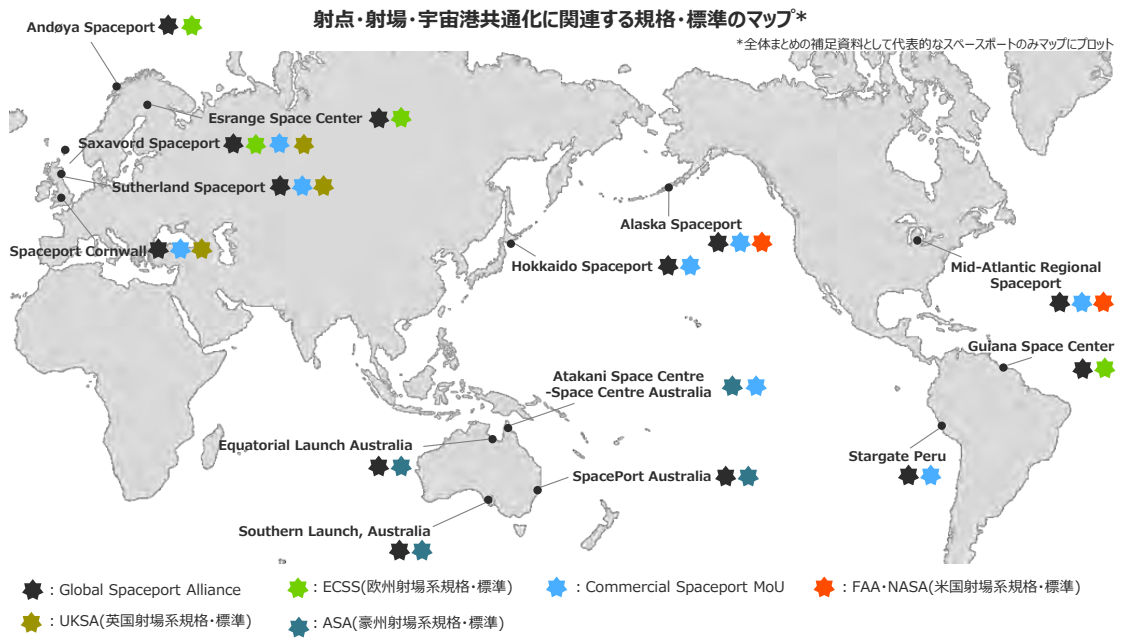 射点・射場・宇宙港共通化に関連する規格・標準のマップ*
*全体まとめの補足資料として代表的なスペースポートのみマップにプロット
Andøya Spaceport
Esrange Space Center
Saxavord Spaceport
Sutherland Spaceport
Spaceport Cornwall
Alaska Spaceport
Hokkaido Spaceport
Mid-Atlantic Regional
Spaceport
Guiana Space Center
Atakani Space Centre
-Space Centre Australia
Equatorial Launch Australia
Stargate Peru
SpacePort Australia
Southern Launch, Australia
: Global Spaceport Alliance
: ECSS(欧州射場系規格・標準)
: Commercial Spaceport MoU
: FAA・NASA(米国射場系規格・標準)
: UKSA(英国射場系規格・標準)
: ASA(豪州射場系規格・標準)